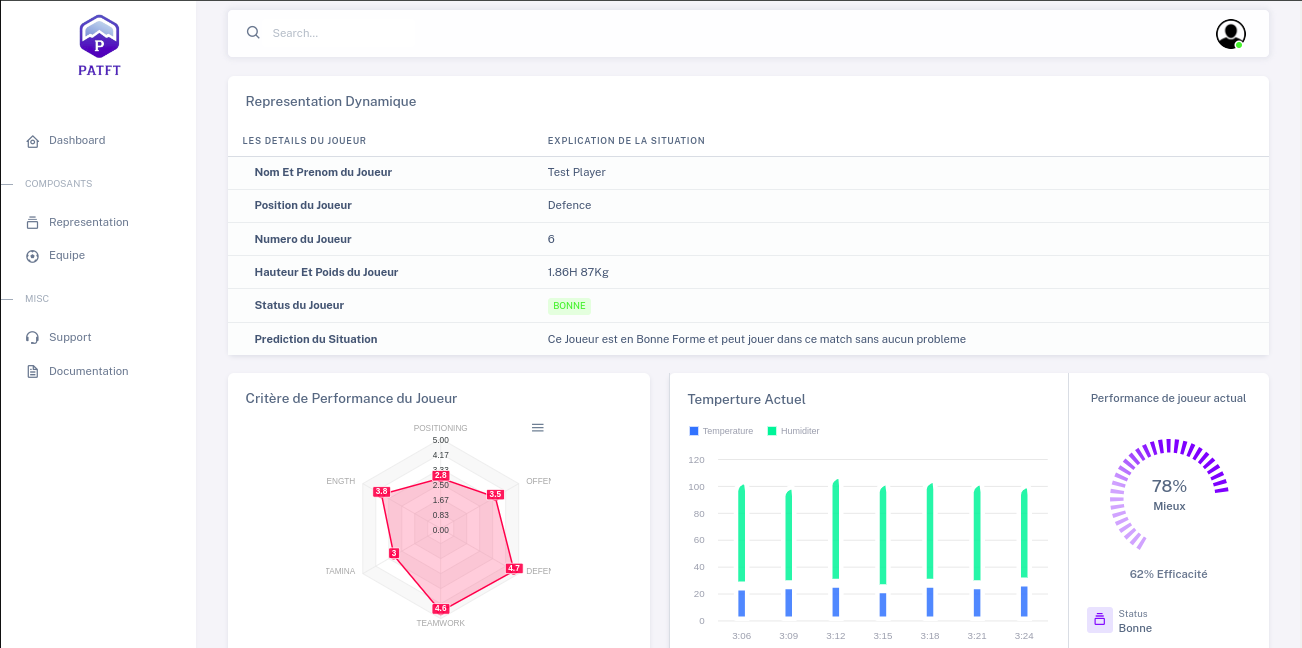 P
PATFT
Search...
Dashboard
COMPOSANTS
Representation
Equipe
MISC
Support
Documentation
Representation Dynamique
LES DETAILS DU JOUEUR EXPLICATION DE LA SITUATION
Nom Et Prenom du Joueur Test Player
Position du Joueur Defence
Numero du Joueur 6
Hauteur Et Poids du Joueur 1.86H 87Kg
Status du Joueur BONNE
Prediction du Situation Ce Joueur est en Bonne Forme et peut jouer dans ce match sans aucun probleme
Critère de Performance du Joueur
POSITIONING
5.00
4.17
3.33
2.8
ENGTH OFFEN
2.50
3.8 3.5
1.67
0.83
0.00
3
TAMINA 4.7 DEFEN
4.6
TEAMWORK
Temperture Actuel
Temperature Humiditer
120
100
80
60
40
20
0
3:06 3:09 3:12 3:15 3:18 3:21 3:24
Performance de joueur actual
78%
Mieux
62% Efficacité
Status
Bonne